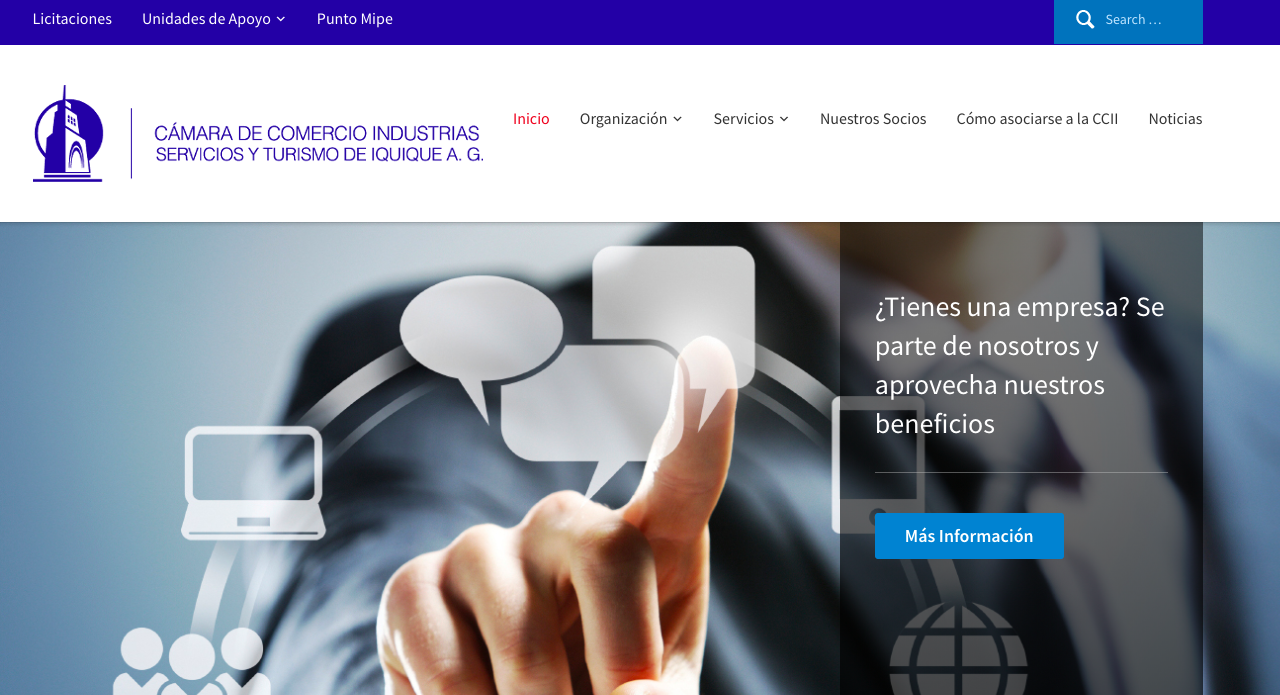 Licitaciones Unidades de Apoyo Punto Mipe Search ...
CÁMARA DE COMERCIO INDUSTRIAS
SERVICIOS Y TURISMO DE IQUIQUE A. G.
Inicio Organización Servicios Nuestros Socios Cómo asociarse a la CCII Noticias
¿Tienes una empresa? Se
parte de nosotros y
aprovecha nuestros
beneficios
Más Información